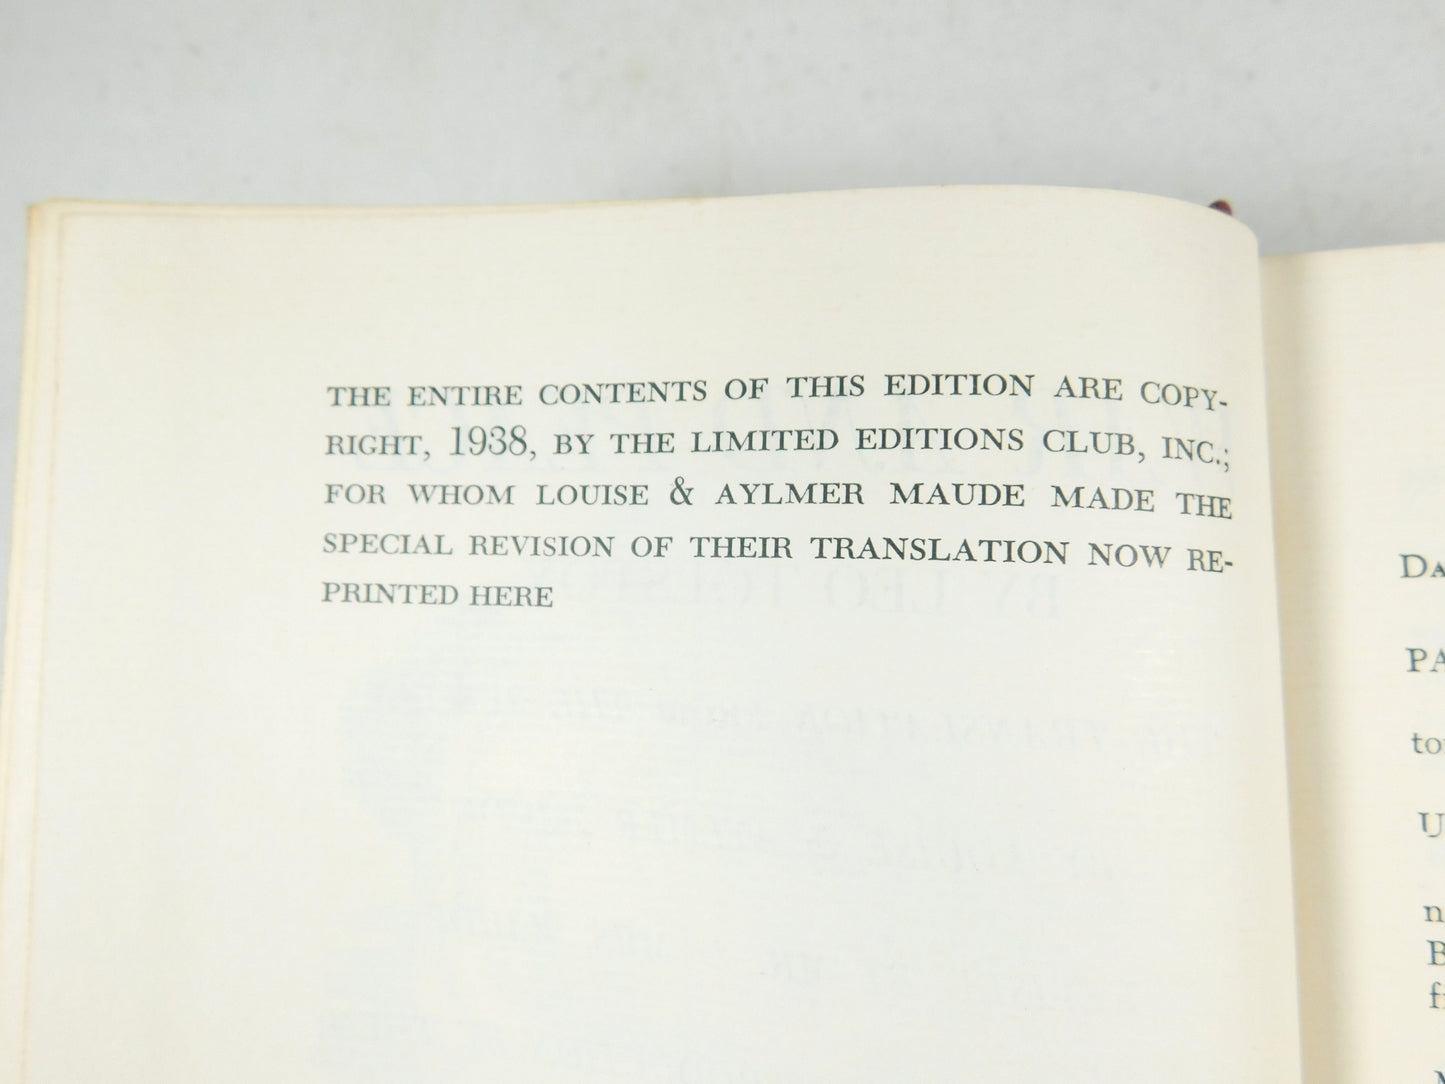 THE ENTIRE CONTENTS OF THIS EDITION ARE COPY-
RIGHT, 1938, BY THE LIMITED EDITIONS CLUB, INC.;
FOR WHOM LOUISE & AYLMER MAUDE MADE THE
SPECIAL REVISION OF THEIR TRANSLATION NOW RE-
PRINTED HERE
PA